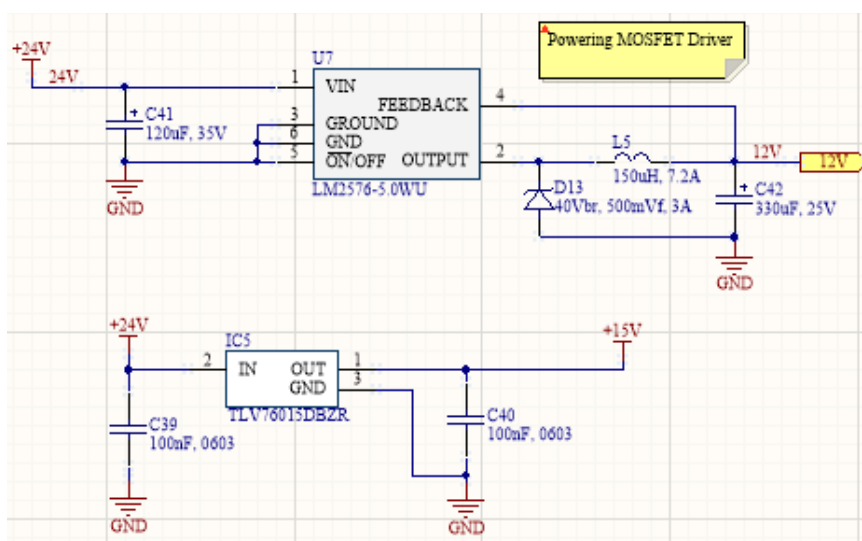 Powering MOSFET Driver
+24V
24V
C41
120uF, 35V
GND
U7
1
VIN
FEEDBACK
4
3
GROUND
6
GND
5
ON/OFF
OUTPUT
2
LM2576-5.0WU
L5
150uH, 7.2A
D13
40Vbr, 500mVf, 3A
12V
12V
C42
330uF, 25V
GND
+24V
C39
100nF, 0603
GND
IC5
2
IN
OUT
1
GND
3
TLV76015DBZR
+15V
C40
100nF, 0603
GND